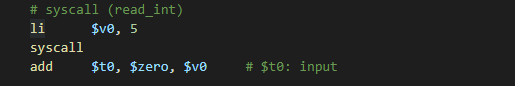 # syscall (read_int)
li $v0, 5
syscall
add $t0, $zero, $v0 # $t0: input